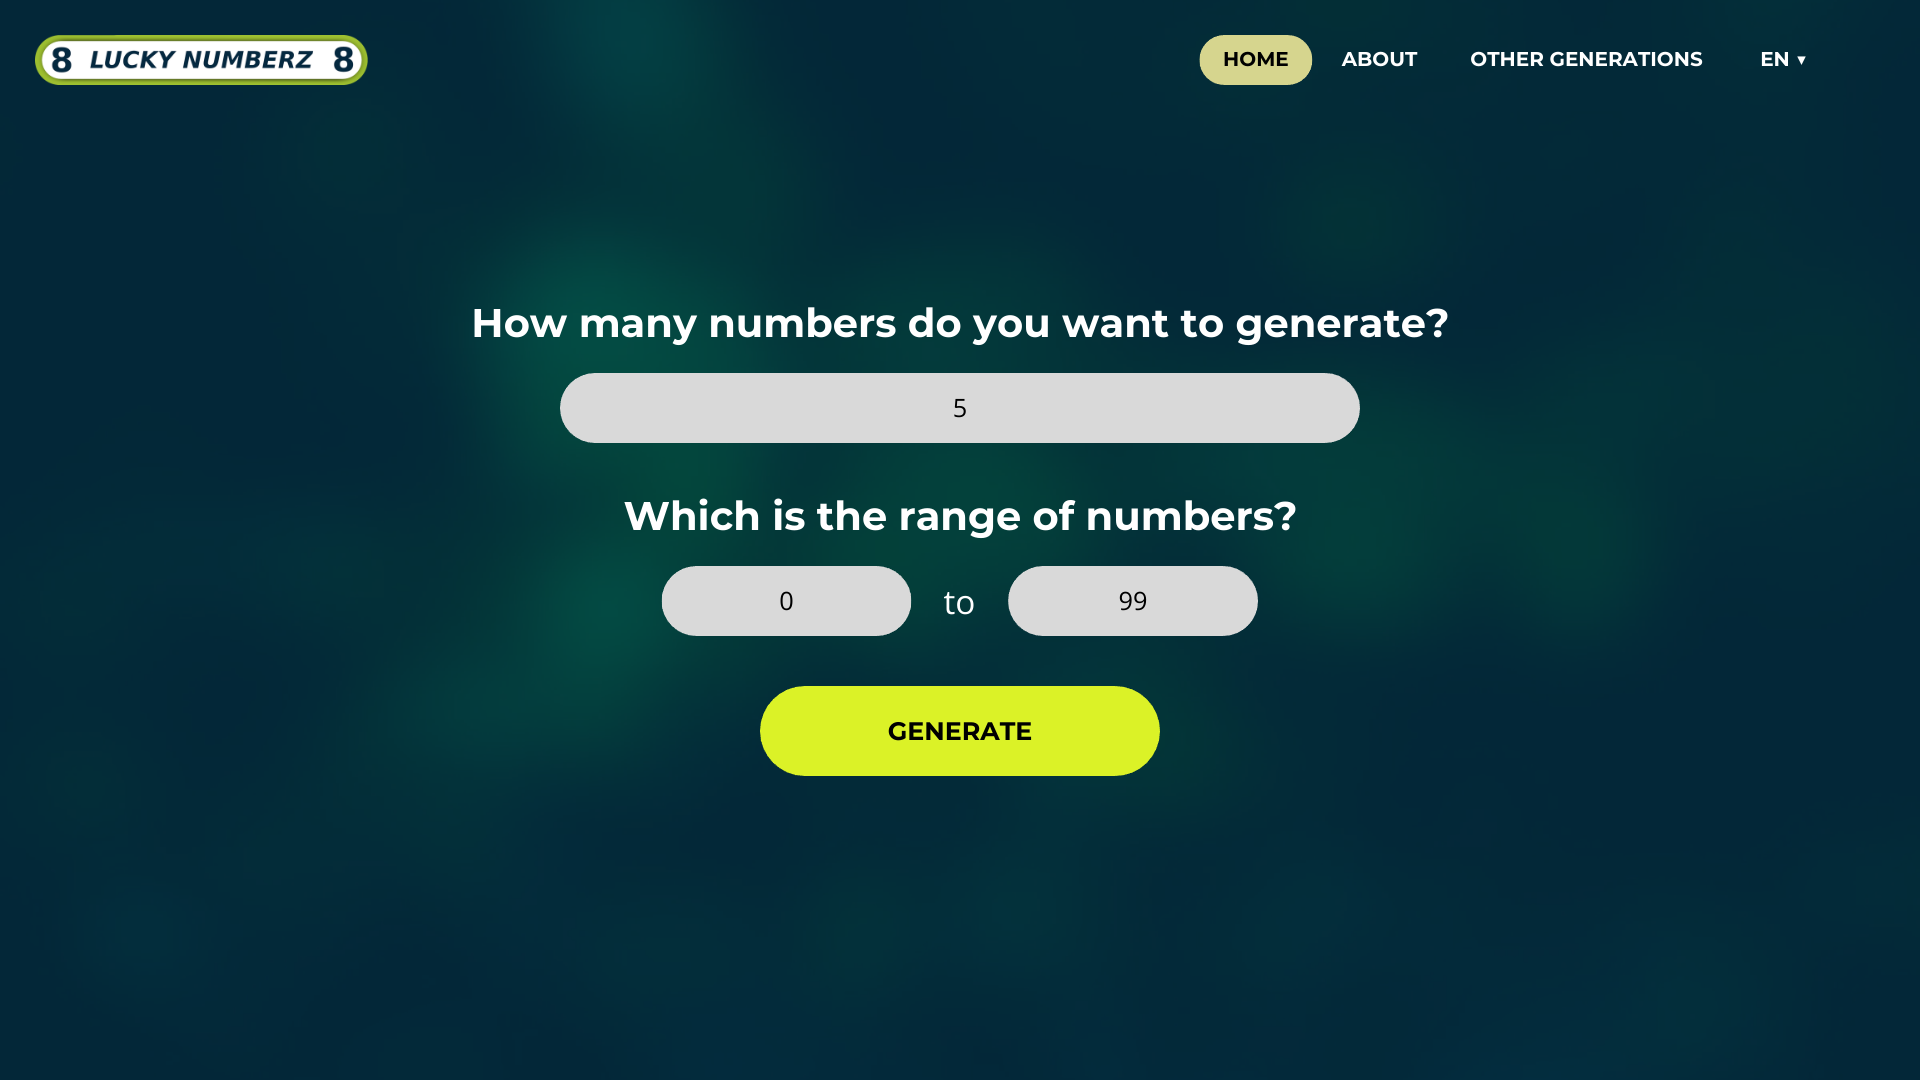 8 LUCKY NUMBERZ 8
HOME
ABOUT
OTHER GENERATIONS
EN ▾
How many numbers do you want to generate?
5
Which is the range of numbers?
0 to 99
GENERATE